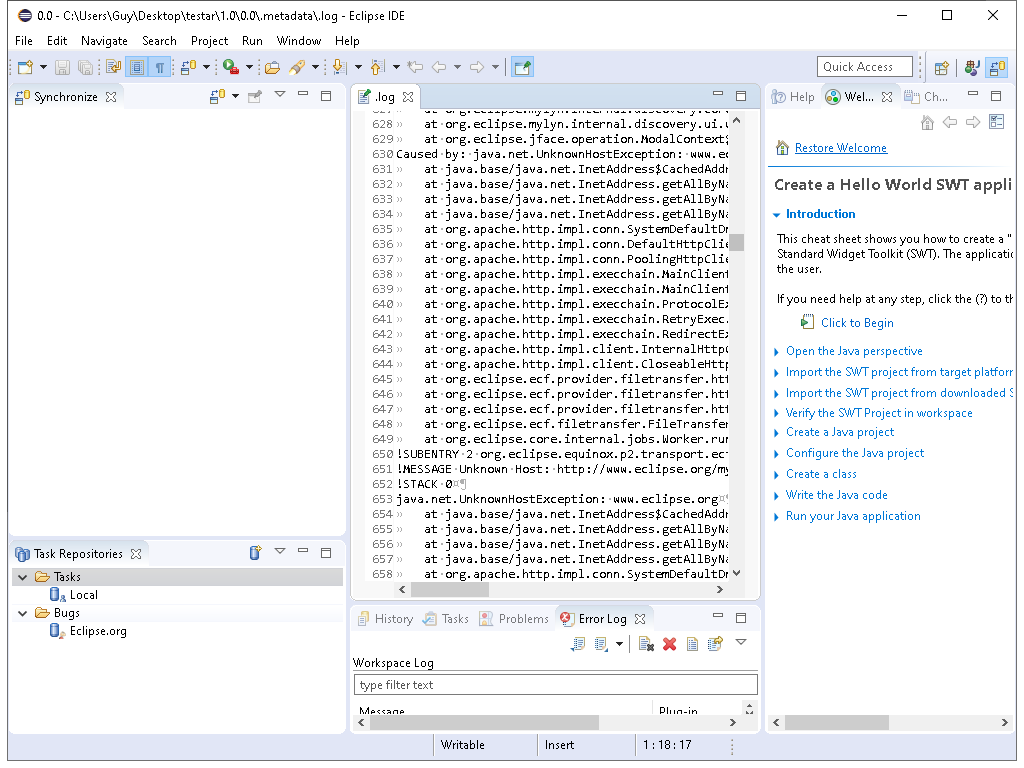 0.0 - C:\Users\Guy\Desktop\testar\1.0\0.0\.metadata\.log - Eclipse IDE
File Edit Navigate Search Project Run Window Help
Quick Access
Synchronize
.log
Help Wel... Ch...
628 » at·org.eclipse.mylyn.internal.discovery.ui.u
629 » at·org.eclipse.jface.operation.ModalContext$
630 Caused·by:·java.net.UnknownHostException:·www.ec
631 » at·java.base/java.net.InetAddress$CachedAddr
632 » at·java.base/java.net.InetAddress.getAllByNa
633 » at·java.base/java.net.InetAddress.getAllByNa
634 » at·java.base/java.net.InetAddress.getAllByNa
635 » at·org.apache.http.impl.conn.SystemDefaultDn
636 » at·org.apache.http.impl.conn.DefaultHttpClie
637 » at·org.apache.http.impl.conn.PoolingHttpClie
638 » at·org.apache.http.impl.execchain.MainClient
639 » at·org.apache.http.impl.execchain.MainClient
640 » at·org.apache.http.impl.execchain.ProtocolEx
641 » at·org.apache.http.impl.execchain.RetryExec.
642 » at·org.apache.http.impl.execchain.RedirectEx
643 » at·org.apache.http.impl.client.InternalHttpC
644 » at·org.apache.http.impl.client.CloseableHttp
645 » at·org.eclipse.ecf.provider.filetransfer.htt
646 » at·org.eclipse.ecf.provider.filetransfer.htt
647 » at·org.eclipse.ecf.provider.filetransfer.htt
648 » at·org.eclipse.ecf.filetransfer.FileTransfer
649 » at·org.eclipse.core.internal.jobs.Worker.run
650 !SUBENTRY·2·org.eclipse.equinox.p2.transport.ecf
651 !MESSAGE·Unknown·Host:·http://www.eclipse.org/my
652 !STACK·0¤¶
653 java.net.UnknownHostException:·www.eclipse.org¤¶
654 » at·java.base/java.net.InetAddress$CachedAddr
655 » at·java.base/java.net.InetAddress.getAllByNa
656 » at·java.base/java.net.InetAddress.getAllByNa
657 » at·java.base/java.net.InetAddress.getAllByNa
658 » at·org.apache.http.impl.conn.SystemDefaultDn
Restore Welcome
Create a Hello World SWT appli
Introduction
This cheat sheet shows you how to create a "
Standard Widget Toolkit (SWT). The applicatio
the user.
If you need help at any step, click the (?) to th
Click to Begin
Open the Java perspective
Import the SWT project from target platform
Import the SWT project from downloaded S
Verify the SWT Project in workspace
Create a Java project
Configure the Java project
Create a class
Write the Java code
Run your Java application
Task Repositories
Tasks
Local
Bugs
Eclipse.org
History Tasks Problems Error Log
Workspace Log
type filter text
Message Plug-in
Writable Insert 1 : 18 : 17